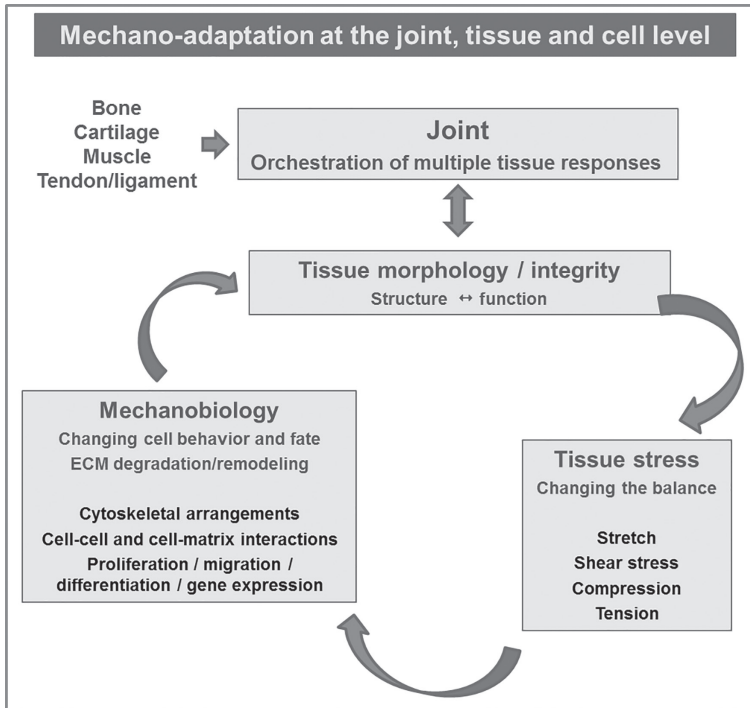 Mechano-adaptation at the joint, tissue and cell level
Bone
Cartilage
Muscle
Tendon/ligament
Joint
Orchestration of multiple tissue responses
Tissue morphology / integrity
Structure ↔ function
Mechanobiology
Changing cell behavior and fate
ECM degradation/remodeling
Cytoskeletal arrangements
Cell-cell and cell-matrix interactions
Proliferation / migration /
differentiation / gene expression
Tissue stress
Changing the balance
Stretch
Shear stress
Compression
Tension